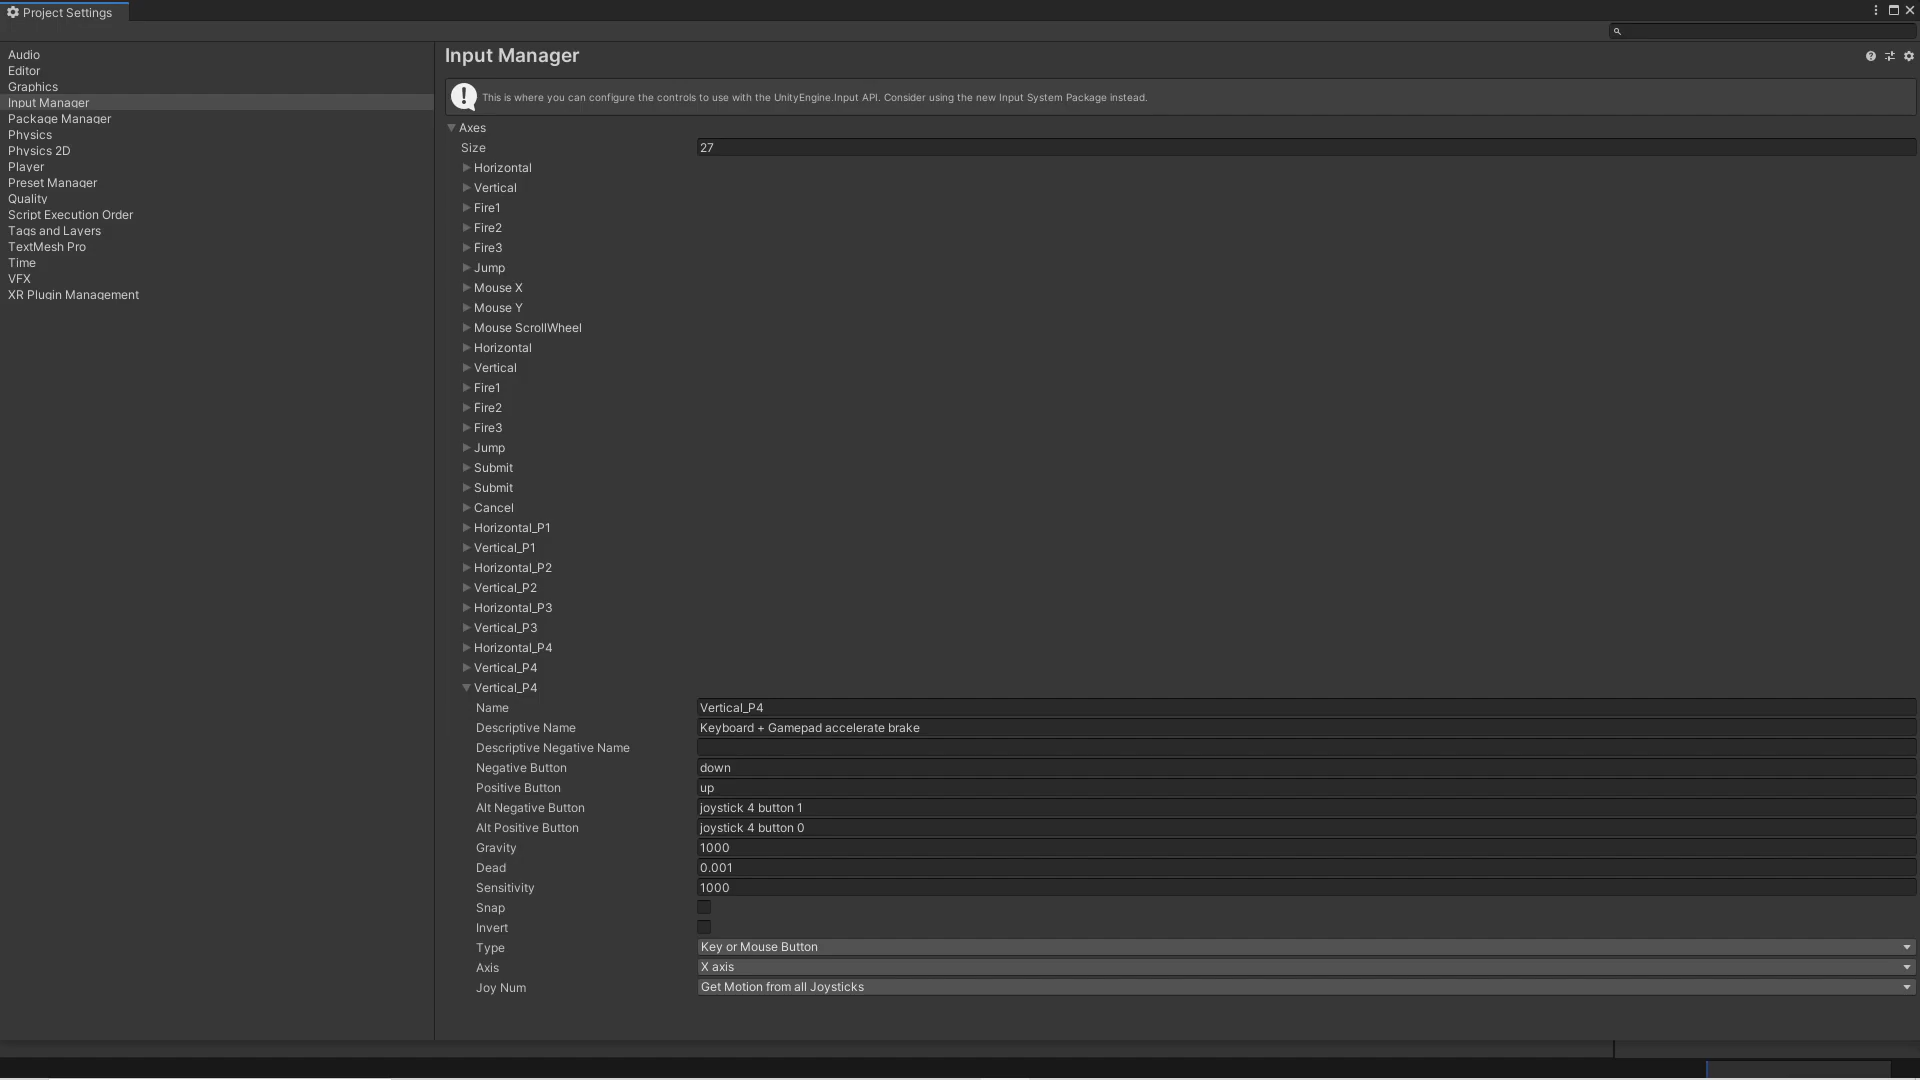 Project Settings
Audio
Editor
Graphics
Input Manager
Package Manager
Physics
Physics 2D
Player
Preset Manager
Quality
Script Execution Order
Tags and Layers
TextMesh Pro
Time
VFX
XR Plugin Management
Input Manager
This is where you can configure the controls to use with the UnityEngine.Input API. Consider using the new Input System Package instead.
Axes
Size 27
Horizontal
Vertical
Fire1
Fire2
Fire3
Jump
Mouse X
Mouse Y
Mouse ScrollWheel
Horizontal
Vertical
Fire1
Fire2
Fire3
Jump
Submit
Submit
Cancel
Horizontal_P1
Vertical_P1
Horizontal_P2
Vertical_P2
Horizontal_P3
Vertical_P3
Horizontal_P4
Vertical_P4
Vertical_P4
Name Vertical_P4
Descriptive Name Keyboard + Gamepad accelerate brake
Descriptive Negative Name
Negative Button down
Positive Button up
Alt Negative Button joystick 4 button 1
Alt Positive Button joystick 4 button 0
Gravity 1000
Dead 0.001
Sensitivity 1000
Snap
Invert
Type Key or Mouse Button
Axis X axis
Joy Num Get Motion from all Joysticks